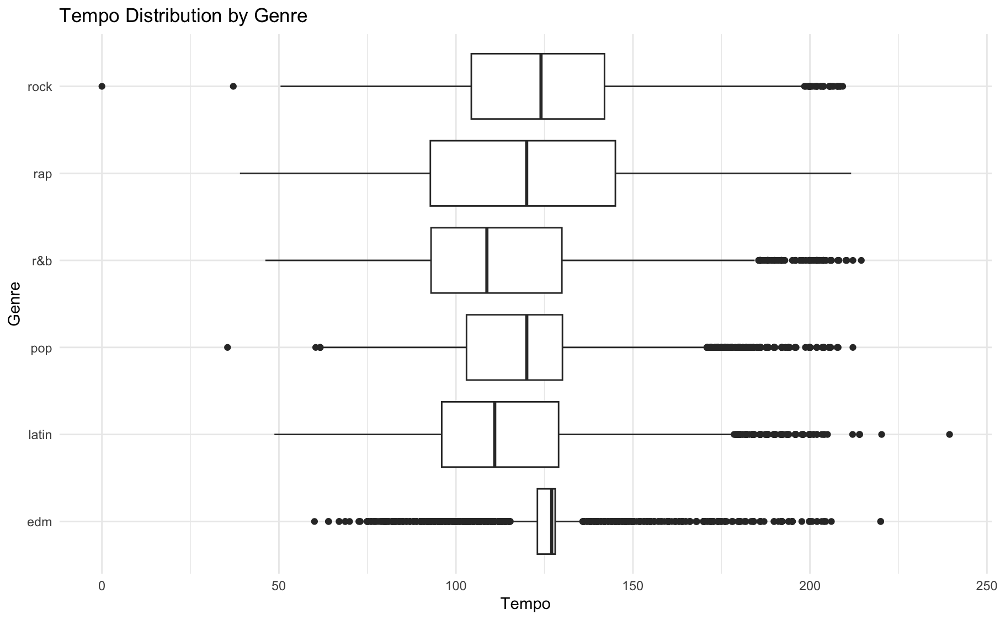 Tempo Distribution by Genre
rock
rap
r&b
pop
latin
edm
Genre
0 50 100 150 200 250
Tempo